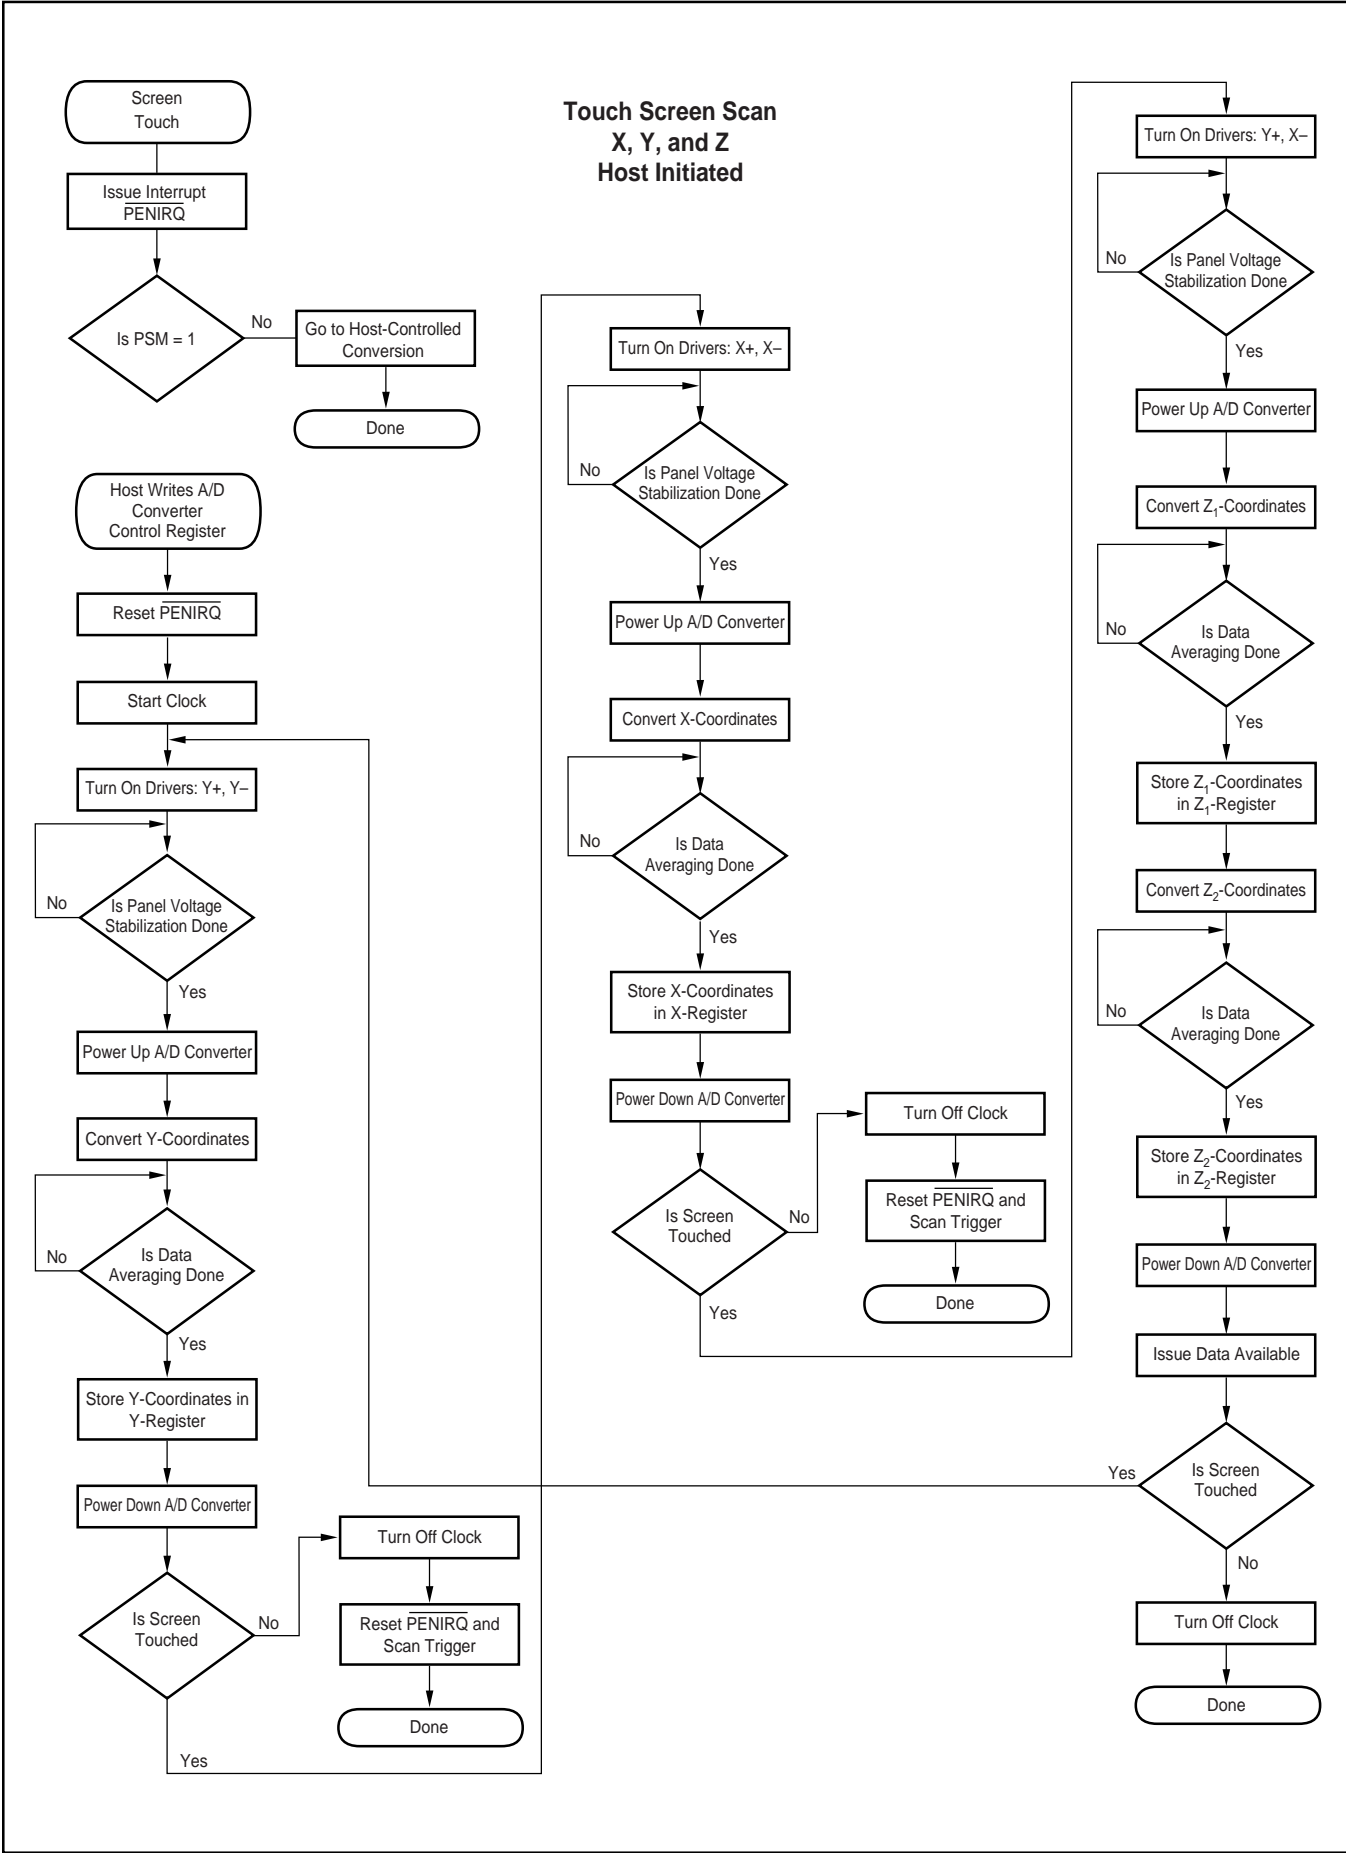 Touch Screen Scan
X, Y, and Z
Host Initiated
Screen
Touch
Issue Interrupt
PENIRQ
Is PSM = 1
No
Go to Host-Controlled
Conversion
Done
Host Writes A/D
Converter
Control Register
Reset PENIRQ
Start Clock
Turn On Drivers: Y+, Y–
Is Panel Voltage
Stabilization Done
No
Yes
Power Up A/D Converter
Convert Y-Coordinates
Is Data
Averaging Done
No
Yes
Store Y-Coordinates in
Y-Register
Power Down A/D Converter
Is Screen
Touched
No
Turn Off Clock
Reset PENIRQ and
Scan Trigger
Done
Yes
Turn On Drivers: X+, X–
Is Panel Voltage
Stabilization Done
No
Yes
Power Up A/D Converter
Convert X-Coordinates
Is Data
Averaging Done
No
Yes
Store X-Coordinates
in X-Register
Power Down A/D Converter
Is Screen
Touched
No
Turn Off Clock
Reset PENIRQ and
Scan Trigger
Done
Yes
Turn On Drivers: Y+, X–
Is Panel Voltage
Stabilization Done
No
Yes
Power Up A/D Converter
Convert Z1-Coordinates
Is Data
Averaging Done
No
Yes
Store Z1-Coordinates
in Z1-Register
Convert Z2-Coordinates
Is Data
Averaging Done
No
Yes
Store Z2-Coordinates
in Z2-Register
Power Down A/D Converter
Issue Data Available
Is Screen
Touched
Yes
No
Turn Off Clock
Done